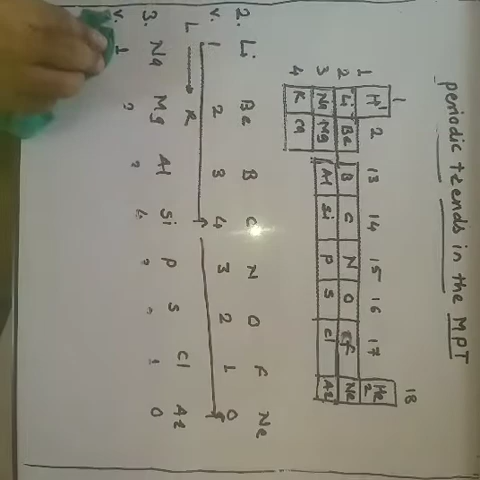 periodic trends in the MPT
1 18
1 H¹ 2 13 14 15 16 17 He 2
2 Li Be B C N O F Ne
3 Na Mg Al Si P S Cl Ar
4 K Ca
2. Li Be B C N O F Ne
V. 1 2 3 4 3 2 1 0
L → R
3. Na Mg Al Si P S Cl Ar
V. 1 2 3 4 3 2 1 0